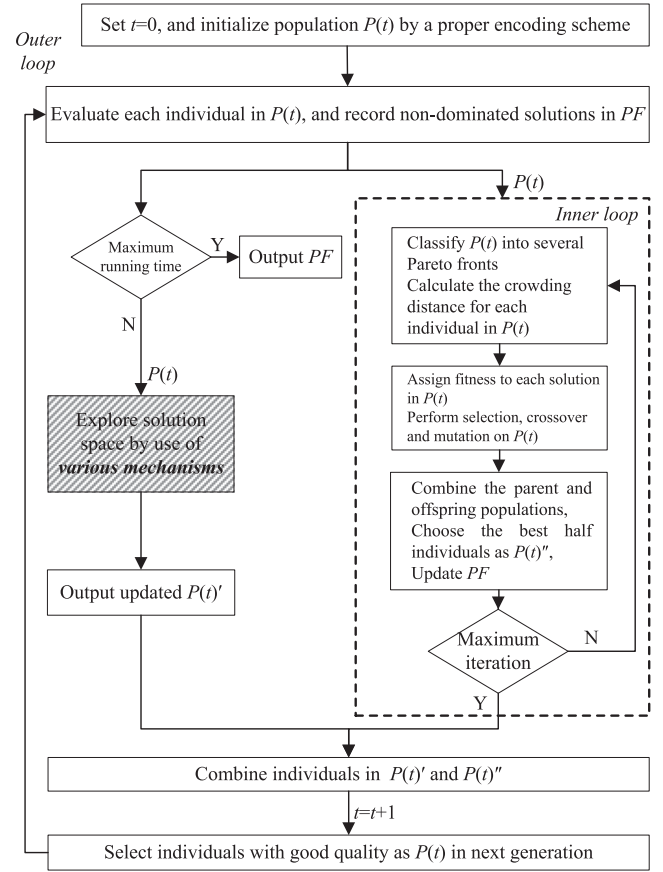 Set t=0, and initialize population P(t) by a proper encoding scheme
Outer
loop
Evaluate each individual in P(t), and record non-dominated solutions in PF
P(t)
Inner loop
Maximum
running time
Y
Output PF
N
P(t)
Explore solution
space by use of
various mechanisms
Output updated P(t)′
Classify P(t) into several
Pareto fronts
Calculate the crowding
distance for each
individual in P(t)
Assign fitness to each solution
in P(t)
Perform selection, crossover
and mutation on P(t)
Combine the parent and
offspring populations,
Choose the best half
individuals as P(t)″,
Update PF
Maximum
iteration
N
Y
Combine individuals in P(t)′ and P(t)″
t=t+1
Select individuals with good quality as P(t) in next generation